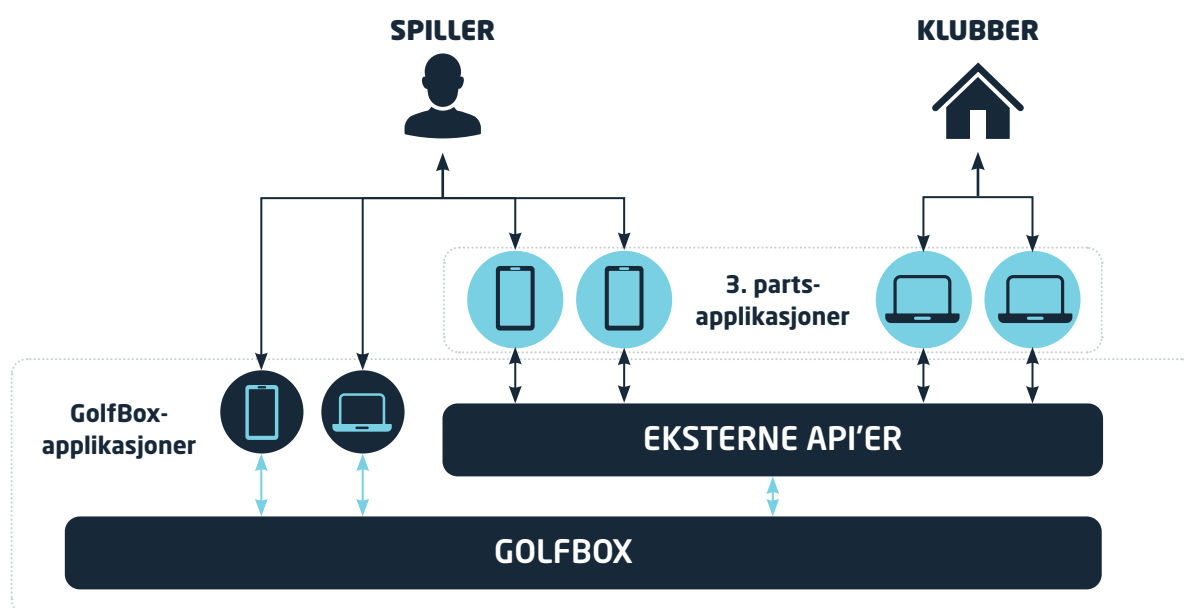 SPILLER
KLUBBER
3. parts-
applikasjoner
GolfBox-
applikasjoner
EKSTERNE API'ER
GOLFBOX